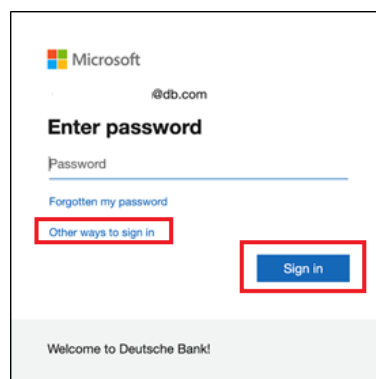 Microsoft
@db.com
Enter password
Password
Forgotten my password
Other ways to sign in
Sign in
Welcome to Deutsche Bank!